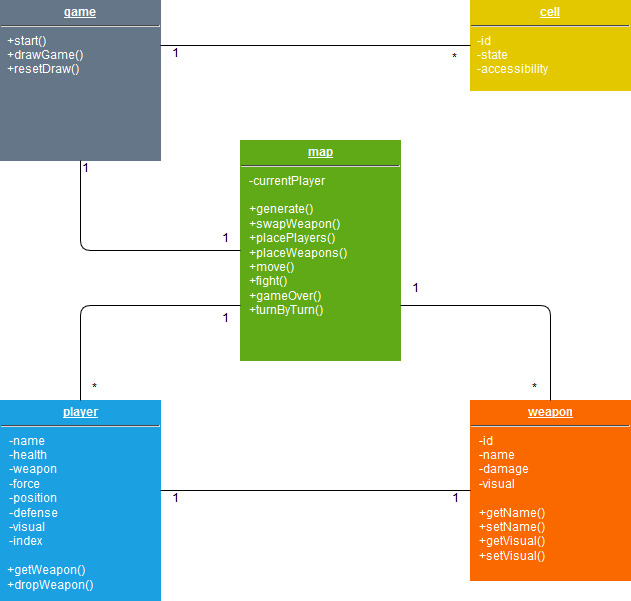 game
+start()
+drawGame()
+resetDraw()
cell
-id
-state
-accessibility
1
*
map
-currentPlayer
+generate()
+swapWeapon()
+placePlayers()
+placeWeapons()
+move()
+fight()
+gameOver()
+turnByTurn()
1
1
1
1
*
*
player
-name
-health
-weapon
-force
-position
-defense
-visual
-index
+getWeapon()
+dropWeapon()
weapon
-id
-name
-damage
-visual
+getName()
+setName()
+getVisual()
+setVisual()
1
1